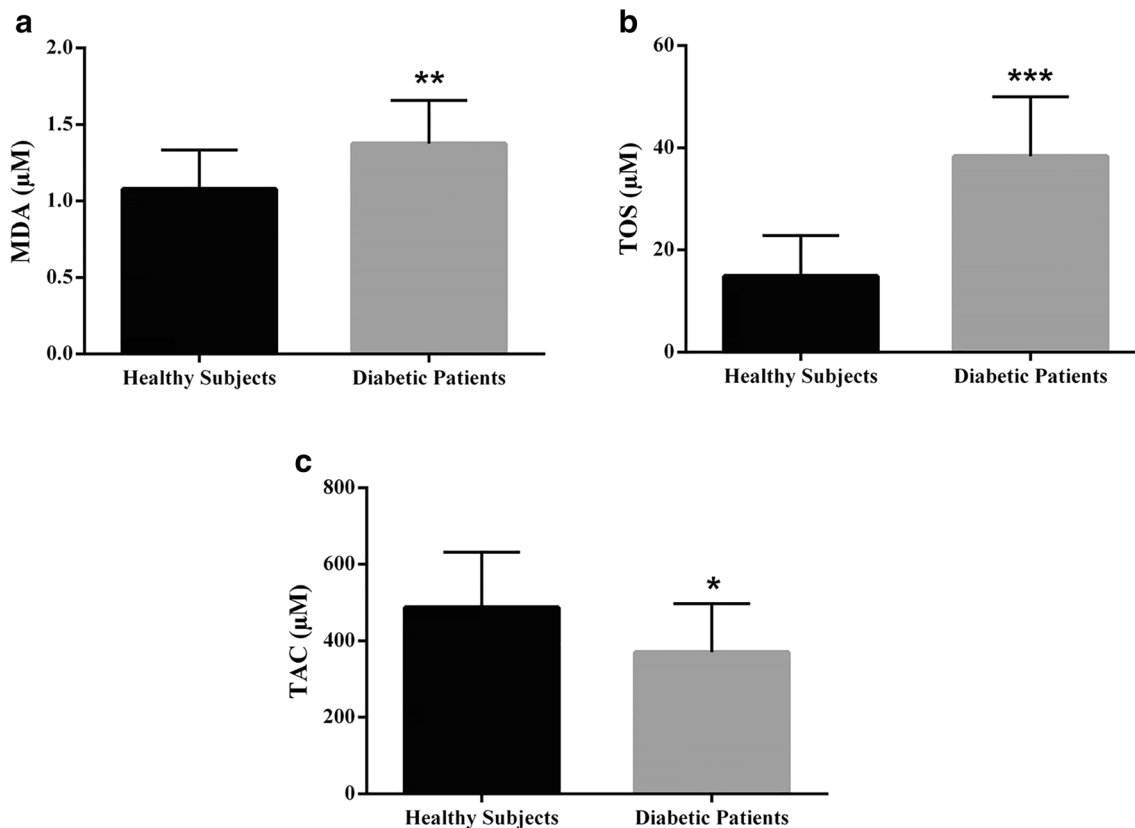 a
MDA (µM)
2.0
1.5
1.0
0.5
0.0
**
Healthy Subjects
Diabetic Patients
b
TOS (µM)
60
40
20
0
***
Healthy Subjects
Diabetic Patients
c
TAC (µM)
800
600
400
200
0
*
Healthy Subjects
Diabetic Patients